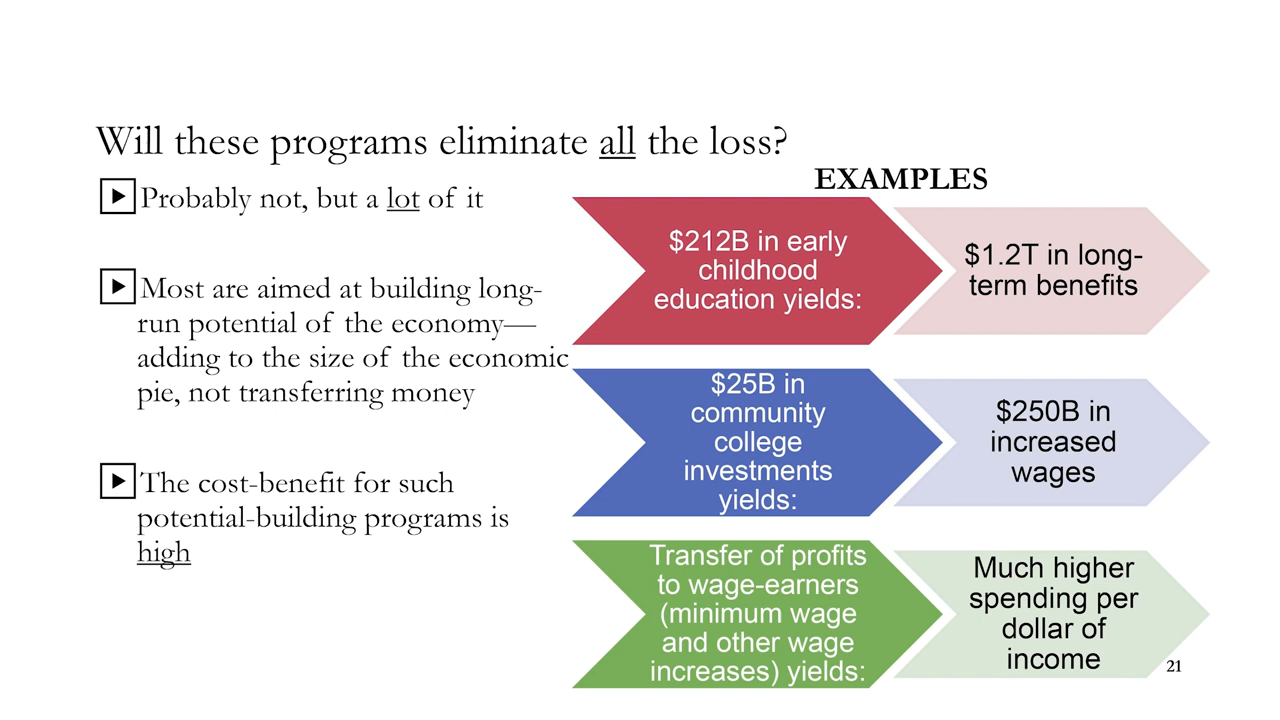 Will these programs eliminate all the loss?
Probably not, but a lot of it
Most are aimed at building long-
run potential of the economy—
adding to the size of the economic
pie, not transferring money
The cost-benefit for such
potential-building programs is
high
EXAMPLES
$212B in early
childhood
education yields:
$1.2T in long-
term benefits
$25B in
community
college
investments
yields:
$250B in
increased
wages
Transfer of profits
to wage-earners
(minimum wage
and other wage
increases) yields:
Much higher
spending per
dollar of
income
21